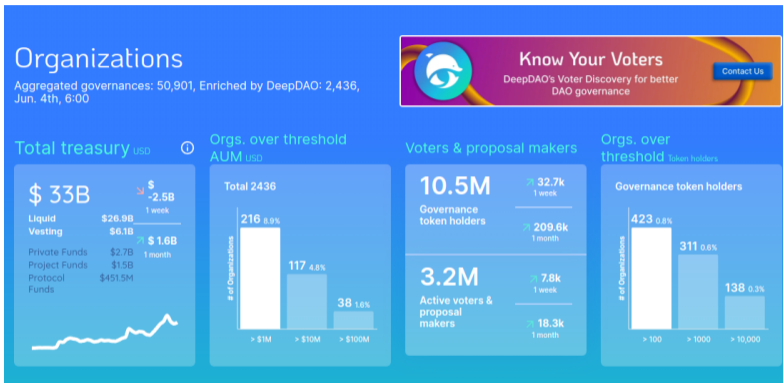 Organizations
Aggregated governances: 50,901, Enriched by DeepDAO: 2,436,
Jun. 4th, 6:00
Know Your Voters
DeepDAO's Voter Discovery for better
DAO governance
Contact Us
Total treasury USD
$ 33B
$
-2.5B
1 week
Liquid $26.9B
Vesting $6.1B
$ 1.6B
1 month
Private Funds $2.7B
Project Funds $1.5B
Protocol
Funds
$451.5M
Orgs. over threshold
AUM USD
Total 2436
# of Organizations
216 8.9%
117 4.8%
38 1.6%
> $1M > $10M > $100M
Voters & proposal makers
10.5M
Governance
token holders
32.7k
1 week
209.6k
1 month
3.2M
Active voters &
proposal
makers
7.8k
1 week
18.3k
1 month
Orgs. over
threshold Token holders
Governance token holders
# of Organizations
423 0.8%
311 0.6%
138 0.3%
> 100 > 1000 > 10,000